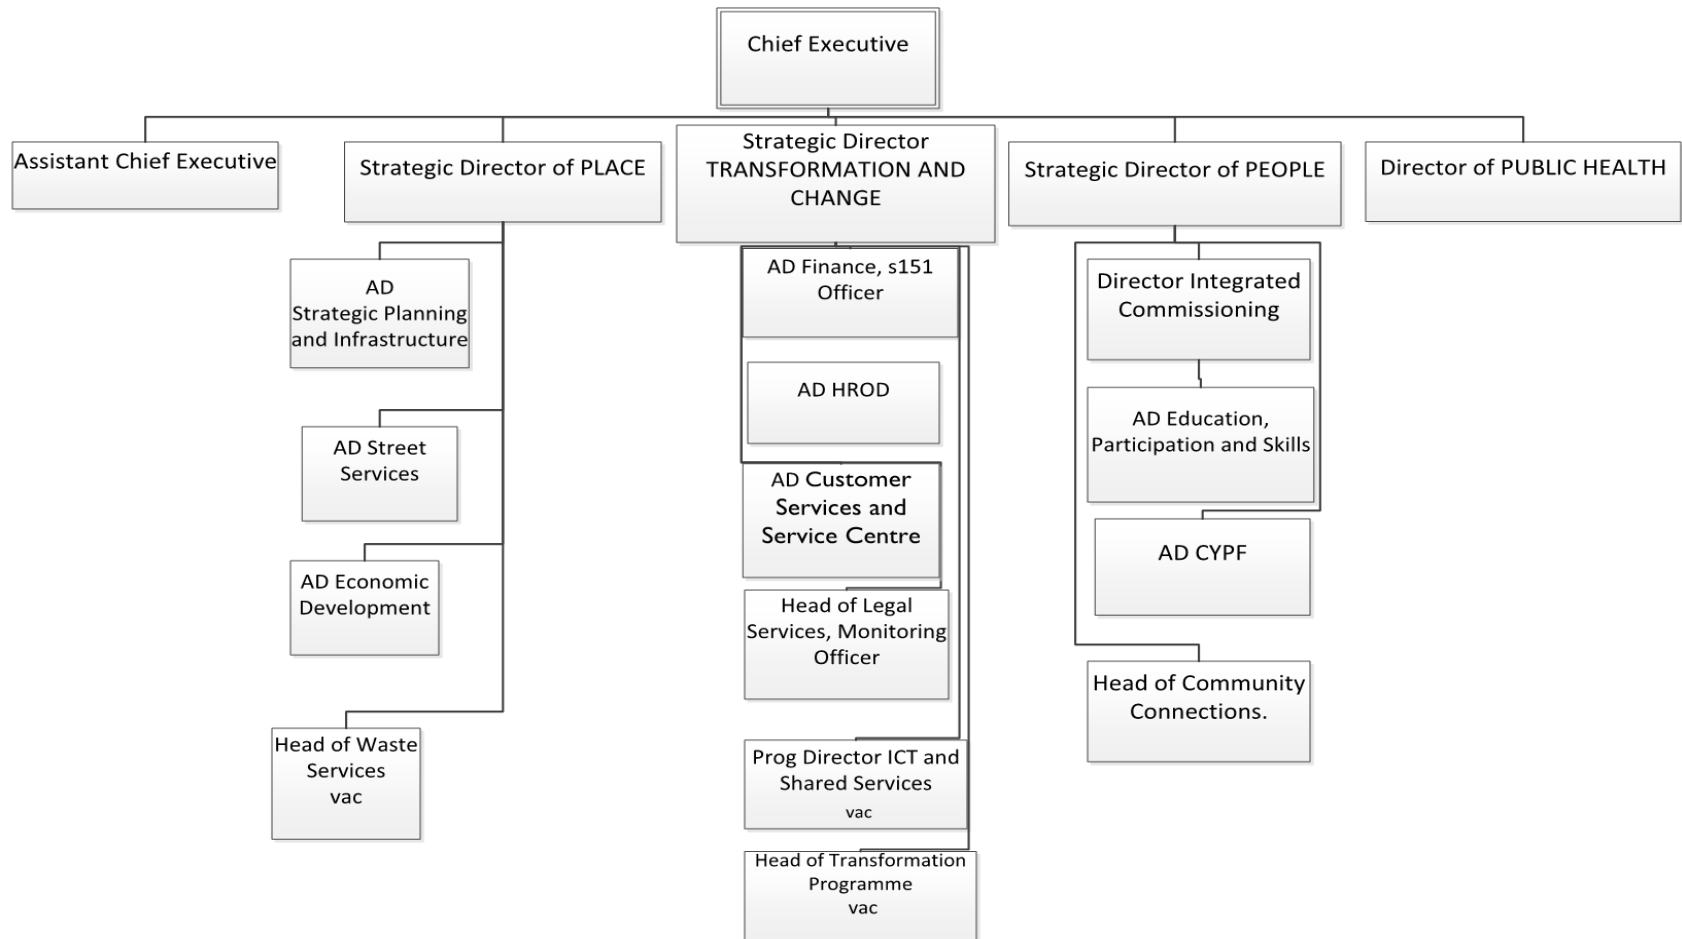 Chief Executive
Assistant Chief Executive
Strategic Director of PLACE
Strategic Director
TRANSFORMATION AND
CHANGE
Strategic Director of PEOPLE
Director of PUBLIC HEALTH
AD
Strategic Planning
and Infrastructure
AD Street
Services
AD Economic
Development
Head of Waste
Services
vac
AD Finance, s151
Officer
AD HROD
AD Customer
Services and
Service Centre
Head of Legal
Services, Monitoring
Officer
Prog Director ICT and
Shared Services
vac
Head of Transformation
Programme
vac
Director Integrated
Commissioning
AD Education,
Participation and Skills
AD CYPF
Head of Community
Connections.